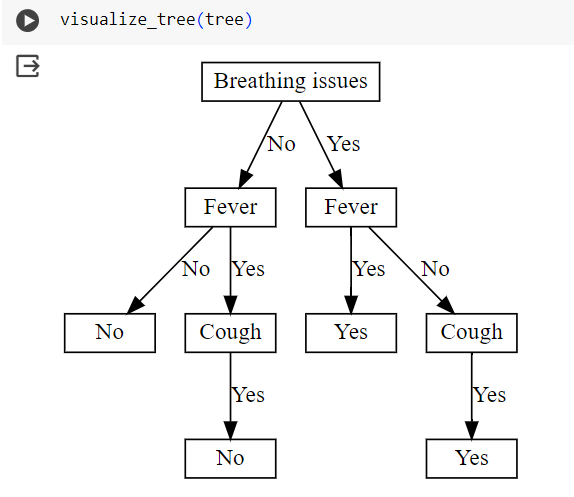 visualize_tree(tree)
Breathing issues
No
Yes
Fever
Fever
No
Yes
Yes
No
No
Cough
Yes
Cough
Yes
Yes
No
Yes